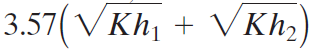 3.57(√Kh₁ + √Kh₂)